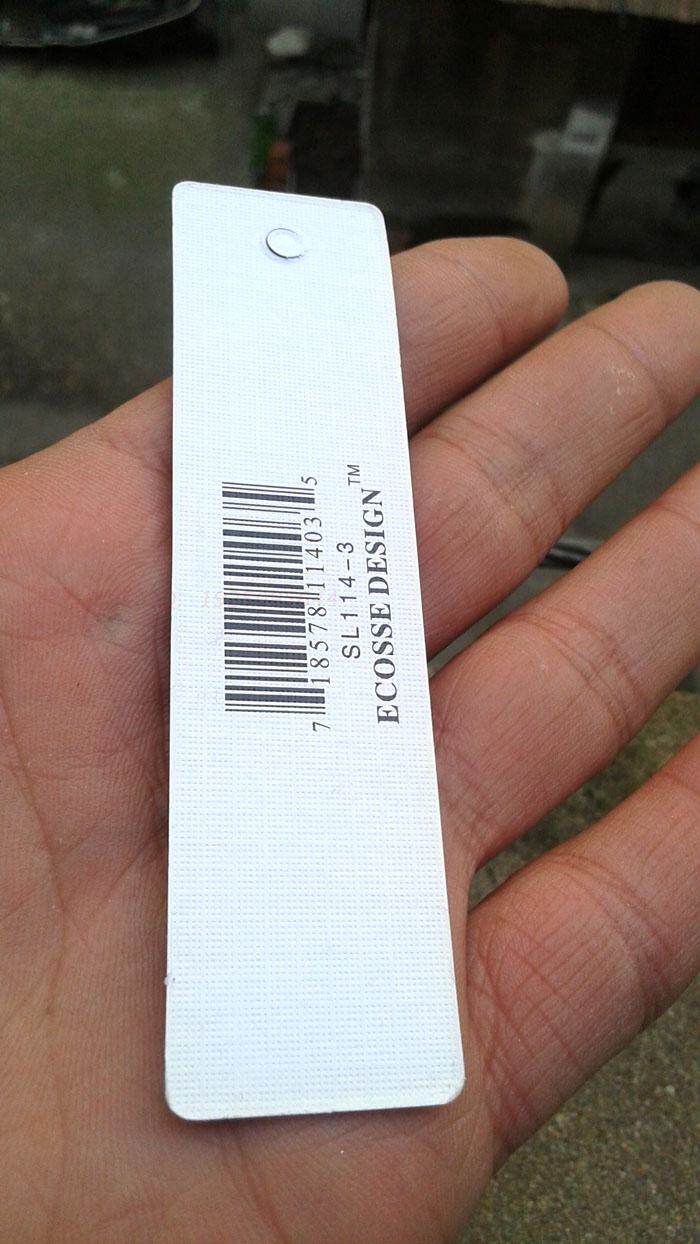 7 18578 11403 5
SL114-3
ECOSSE DESIGN™